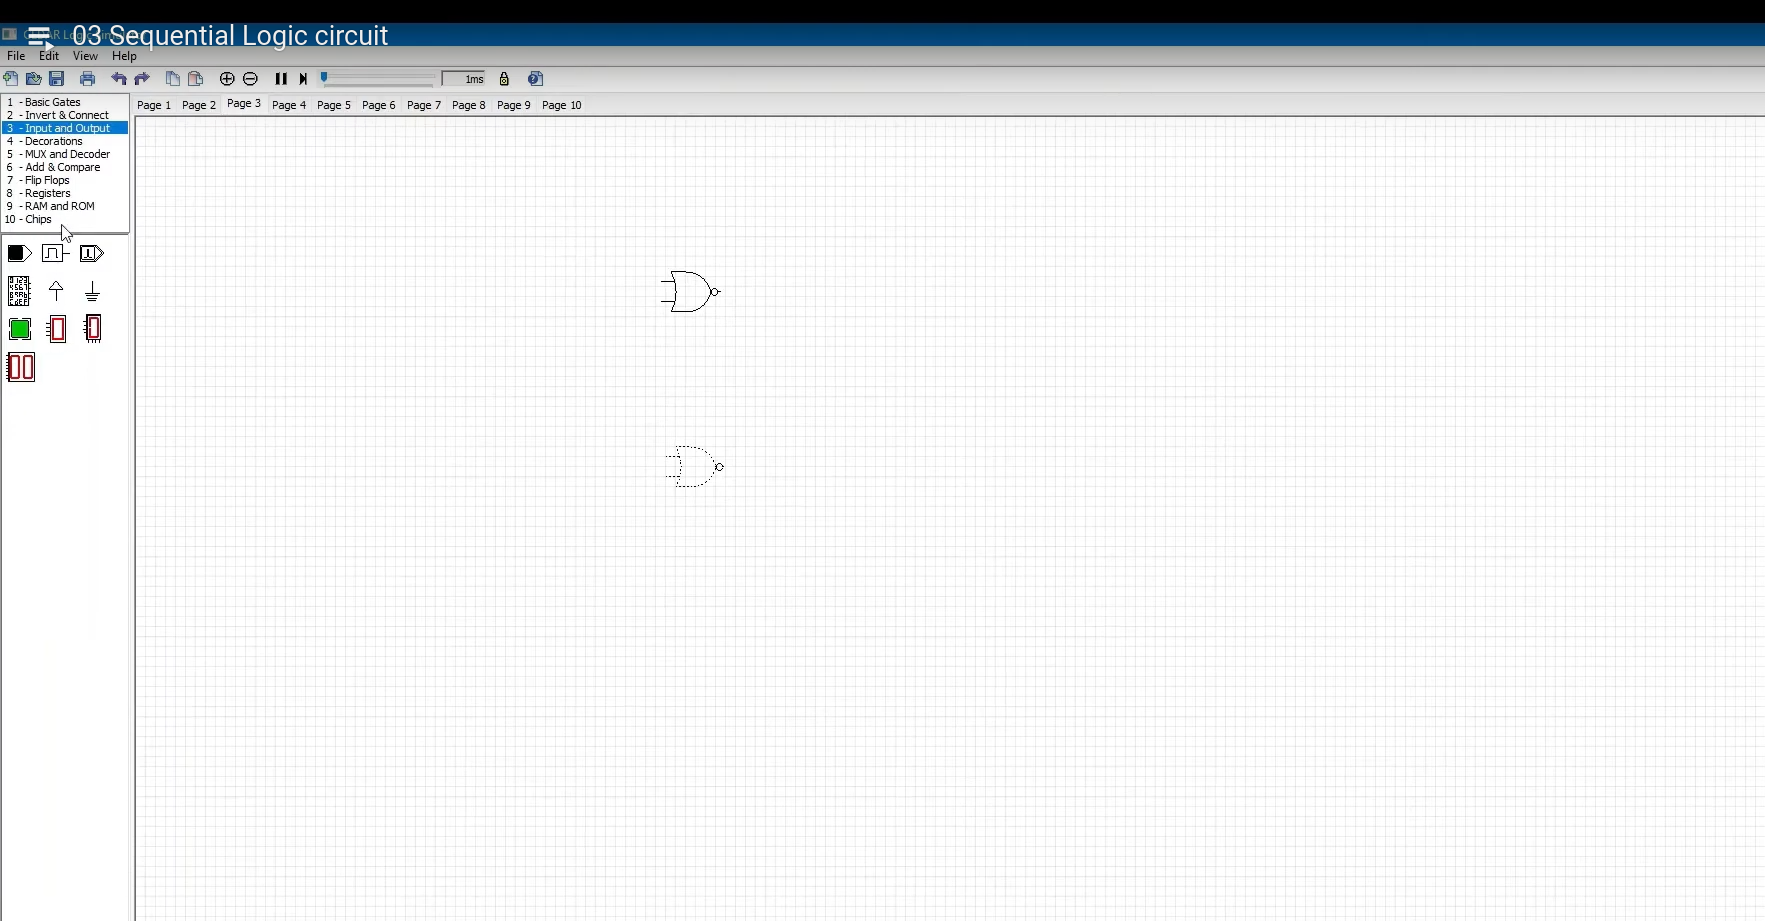 03 Sequential Logic circuit
File Edit View Help
1ms
1 - Basic Gates
2 - Invert & Connect
3 - Input and Output
4 - Decorations
5 - MUX and Decoder
6 - Add & Compare
7 - Flip Flops
8 - Registers
9 - RAM and ROM
10 - Chips
Page 1 Page 2 Page 3 Page 4 Page 5 Page 6 Page 7 Page 8 Page 9 Page 10